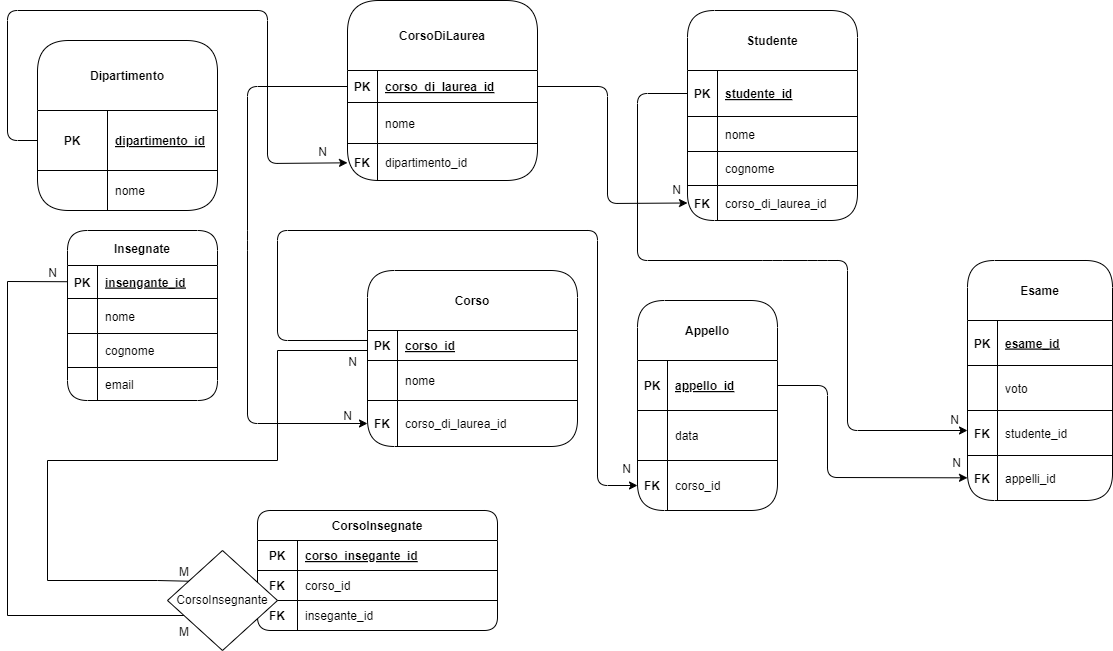 Dipartimento
PK dipartimento_id
nome
CorsoDiLaurea
PK corso_di_laurea_id
nome
N
FK dipartimento_id
Studente
PK studente_id
nome
cognome
N
FK corso_di_laurea_id
Insegnate
N
PK insengante_id
nome
cognome
email
Corso
PK corso_id
N
nome
N
FK corso_di_laurea_id
Appello
PK appello_id
data
N
FK corso_id
Esame
PK esame_id
voto
N
FK studente_id
N
FK appelli_id
CorsoInsegnate
PK corso_insegante_id
M
FK corso_id
CorsoInsegnante
FK insegante_id
M